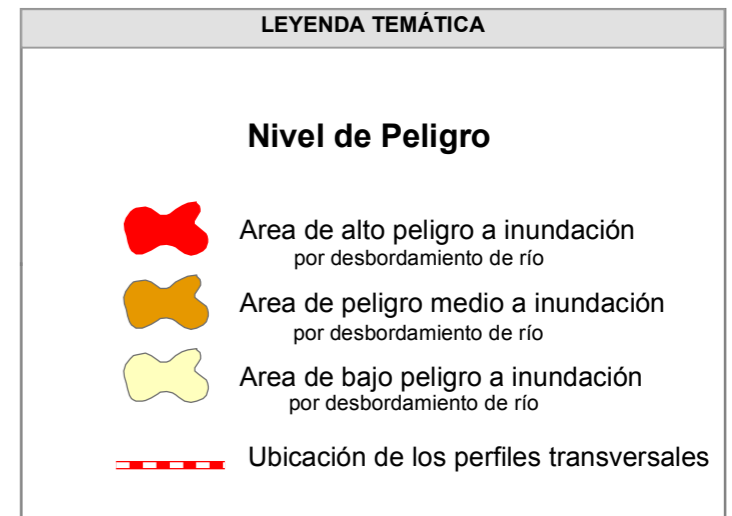 LEYENDA TEMÁTICA
Nivel de Peligro
Area de alto peligro a inundación
por desbordamiento de río
Area de peligro medio a inundación
por desbordamiento de río
Area de bajo peligro a inundación
por desbordamiento de río
Ubicación de los perfiles transversales